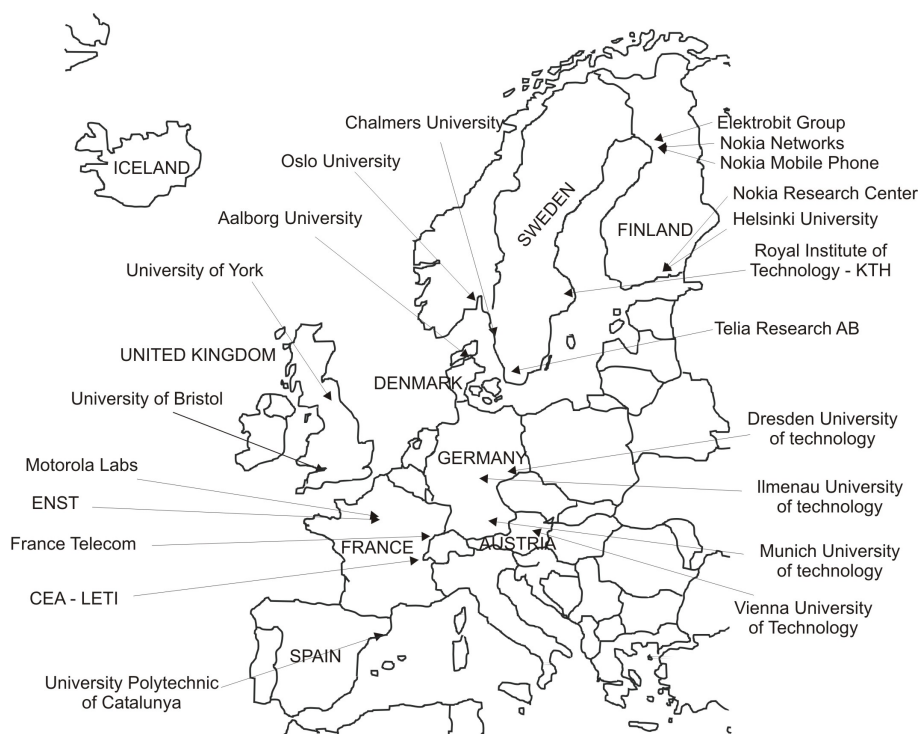 Chalmers University
Elektrobit Group
Nokia Networks
Nokia Mobile Phone
ICELAND
Oslo University
Nokia Research Center
Helsinki University
SWEDEN
FINLAND
Aalborg University
Royal Institute of
Technology - KTH
University of York
Telia Research AB
UNITED KINGDOM
DENMARK
University of Bristol
Dresden University
of technology
GERMANY
Motorola Labs
Ilmenau University
of technology
ENST
France Telecom
FRANCE
AUSTRIA
Munich University
of technology
CEA - LETI
Vienna University
of Technology
SPAIN
University Polytechnic
of Catalunya